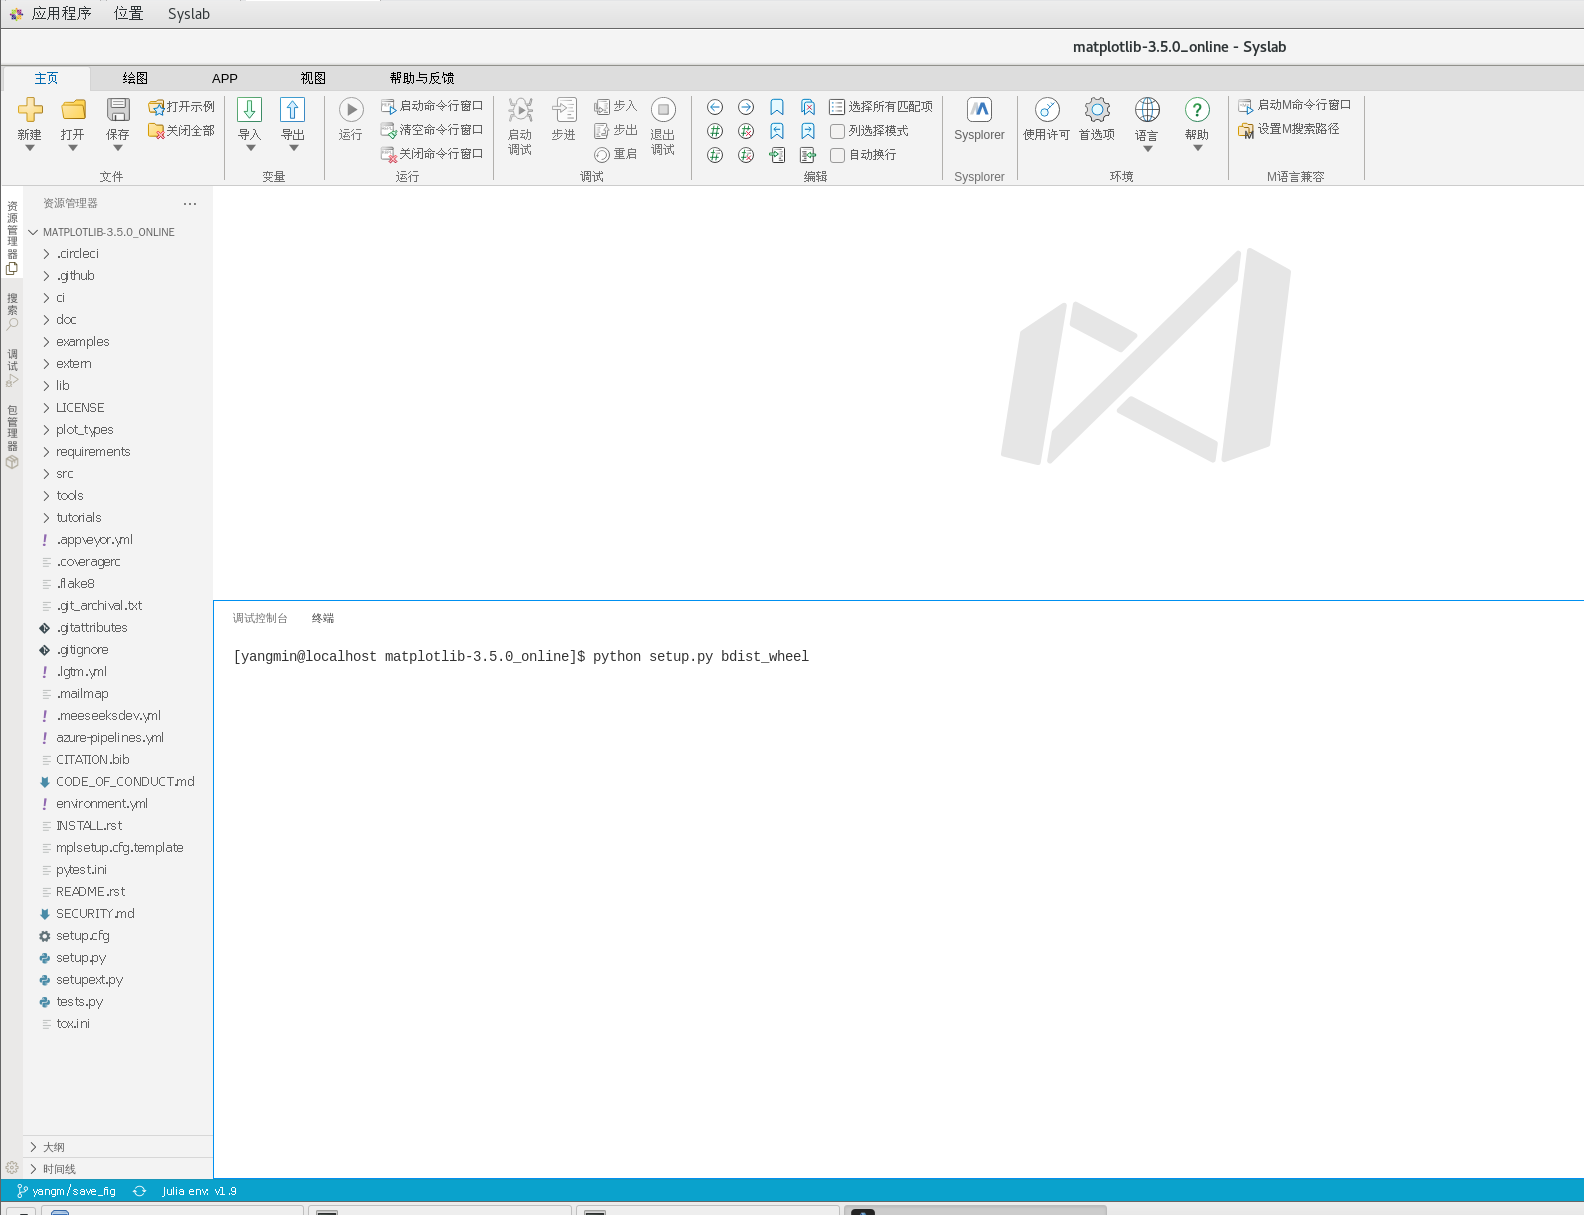 应用程序 位置 Syslab
matplotlib-3.5.0_online - Syslab
主页 绘图 APP 视图 帮助与反馈
新建 打开 保存 打开示例 关闭全部
文件
导入 导出
变量
运行 启动命令行窗口 清空命令行窗口 关闭命令行窗口
运行
启动调试 步进 步入 步出 重启 退出调试
调试
选择所有匹配项
列选择模式
自动换行
编辑
Sysplorer
Sysplorer
使用许可 首选项 语言 帮助
环境
启动M命令行窗口
设置M搜索路径
M语言兼容
资源管理器
搜索
调试
包管理器
资源管理器 ···
MATPLOTLIB-3.5.0_ONLINE
.circleci
.github
ci
doc
examples
extern
lib
LICENSE
plot_types
requirements
src
tools
tutorials
! .appveyor.yml
.coveragerc
.flake8
.git_archival.txt
.gitattributes
.gitignore
! .lgtm.yml
.mailmap
! .meeseeksdev.yml
! azure-pipelines.yml
CITATION.bib
CODE_OF_CONDUCT.md
! environment.yml
INSTALL.rst
mplsetup.cfg.template
pytest.ini
README.rst
SECURITY.md
setup.cfg
setup.py
setupext.py
tests.py
tox.ini
大纲
时间线
调试控制台 终端
[yangmin@localhost matplotlib-3.5.0_online]$ python setup.py bdist_wheel
yangm/save_fig Julia env: v1.9